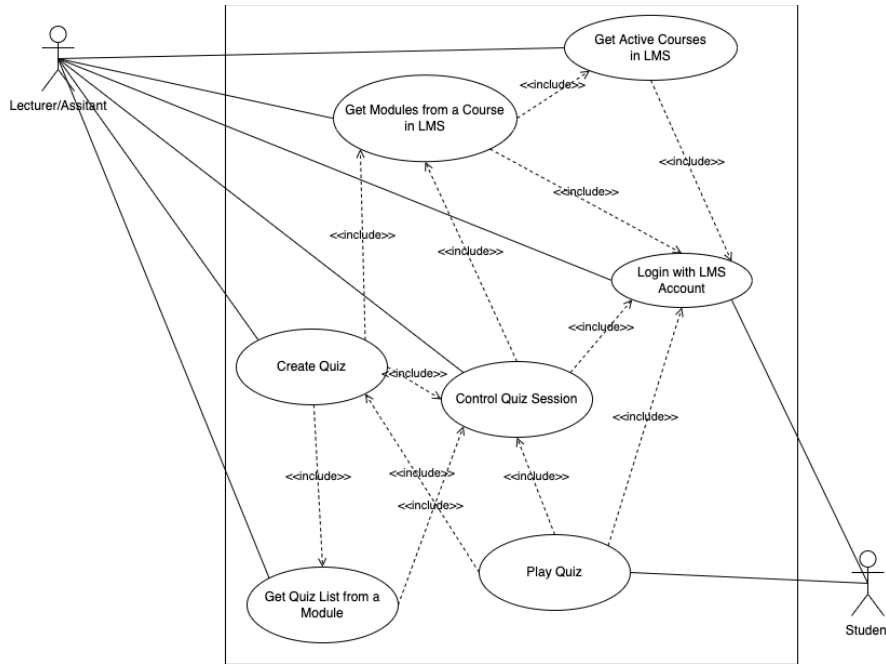 Get Active Courses
in LMS
Lecturer/Assitant
<<include>>
Get Modules from a Course
in LMS
<<include>>
<<include>>
<<include>>
<<include>>
Login with LMS
Account
<<include>>
Create Quiz
<<include>>
Control Quiz Session
<<include>>
<<include>>
<<include>>
<<include>>
<<include>>
Get Quiz List from a
Module
Play Quiz
Studen